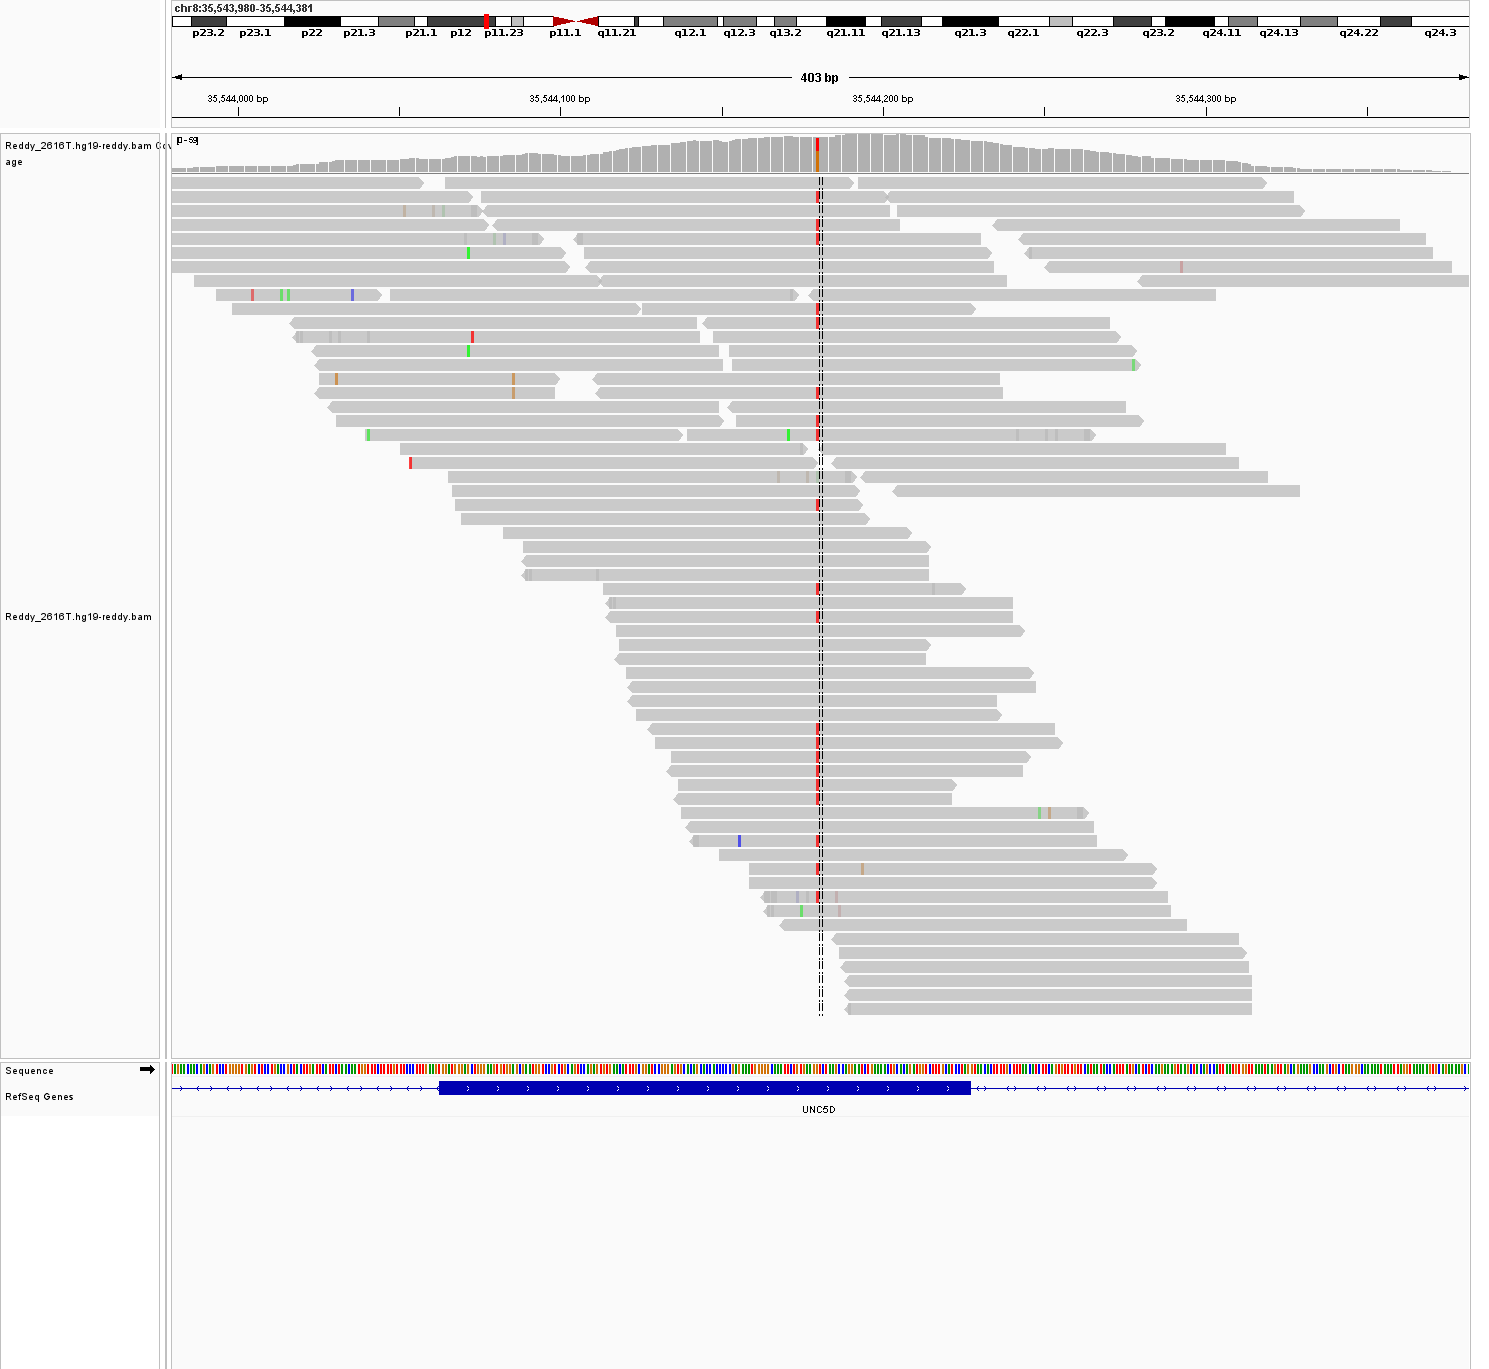 chr8:35,543,980-35,544,381
p23.2 p23.1 p22 p21.3 p21.1 p12 p11.23 p11.1 q11.21 q12.1 q12.3 q13.2 q21.11 q21.13 q21.3 q22.1 q22.3 q23.2 q24.11 q24.13 q24.22 q24.3
403 bp
35,544,000 bp 35,544,100 bp 35,544,200 bp 35,544,300 bp
[0 - 59]
Reddy_2616T.hg19-reddy.bam Cov
age
Reddy_2616T.hg19-reddy.bam
Sequence
RefSeq Genes
UNC5D